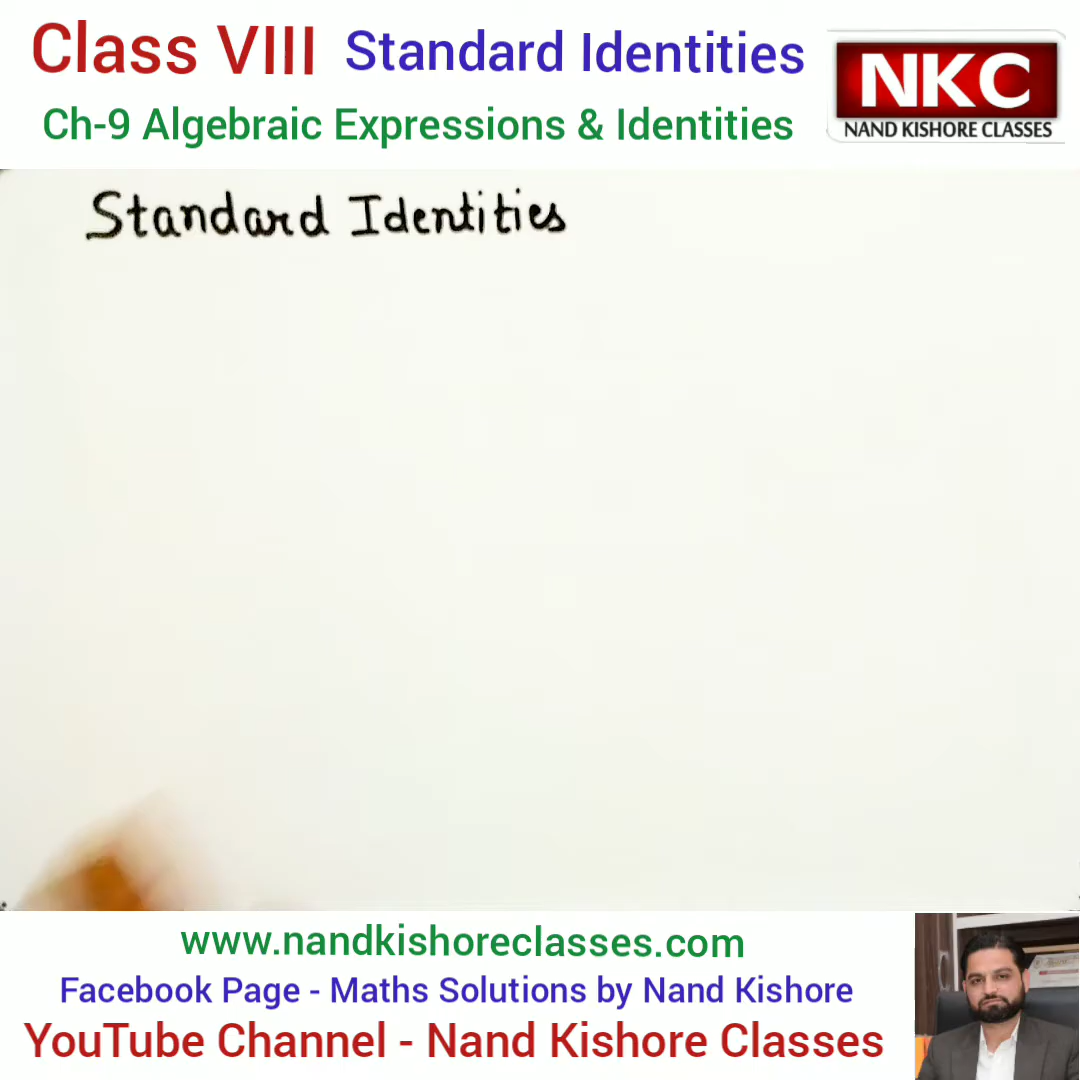 Class VIII Standard Identities
Ch-9 Algebraic Expressions & Identities
NKC
NAND KISHORE CLASSES
Standard Identities
www.nandkishoreclasses.com
Facebook Page - Maths Solutions by Nand Kishore
YouTube Channel - Nand Kishore Classes